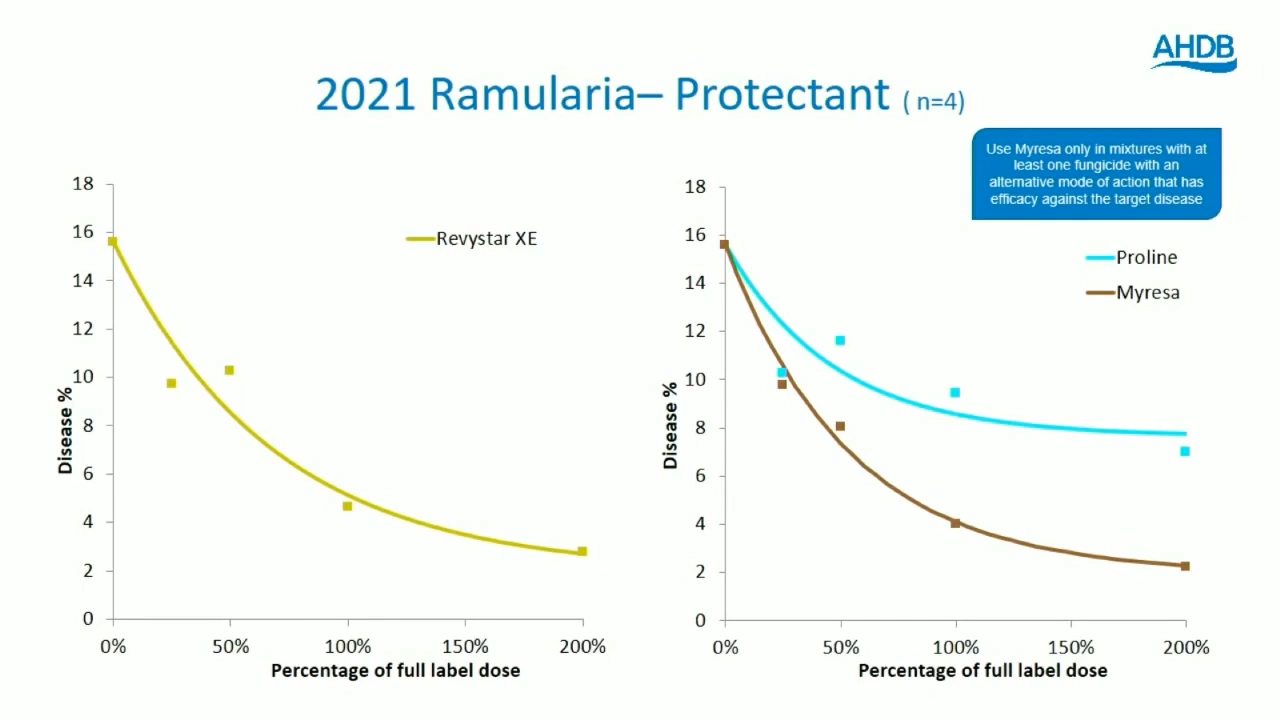 AHDB
2021 Ramularia– Protectant ( n=4)
Use Myresa only in mixtures with at
least one fungicide with an
alternative mode of action that has
efficacy against the target disease
18
16
14
12
10
8
6
4
2
0
Disease %
Revystar XE
0% 50% 100% 150% 200%
Percentage of full label dose
18
16
14
12
10
8
6
4
2
0
Disease %
Proline
Myresa
0% 50% 100% 150% 200%
Percentage of full label dose